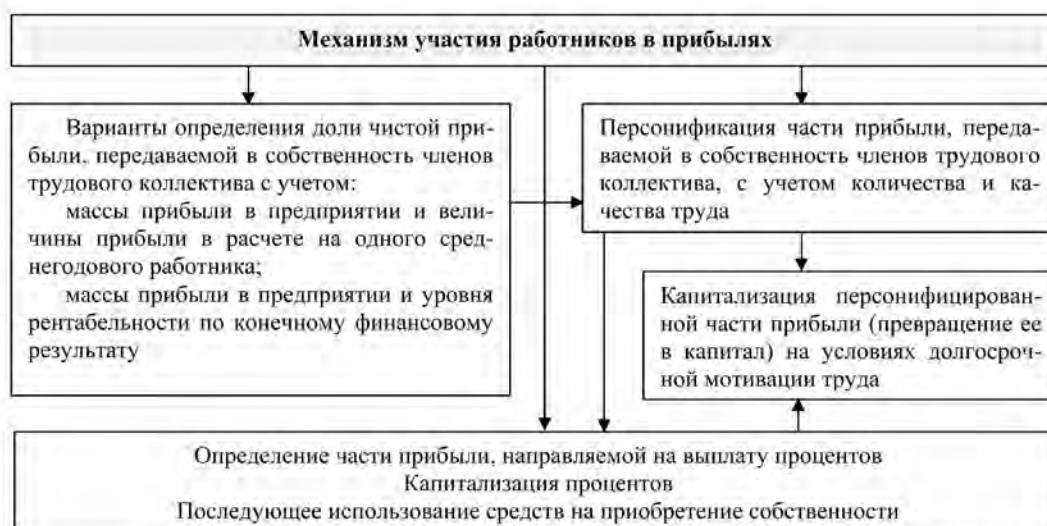 Механизм участия работников в прибылях
Варианты определения доли чистой при-
были, передаваемой в собственность членов
трудового коллектива с учетом:
массы прибыли в предприятии и вели-
чины прибыли в расчете на одного сред-
негодового работника;
массы прибыли в предприятии и уровня
рентабельности по конечному финансовому
результату
Персонификация части прибыли, переда-
ваемой в собственность членов трудового
коллектива, с учетом количества и ка-
чества труда
Капитализация персонифицирован-
ной части прибыли (превращение ее
в капитал) на условиях долгосроч-
ной мотивации труда
Определение части прибыли, направляемой на выплату процентов
Капитализация процентов
Последующее использование средств на приобретение собственности